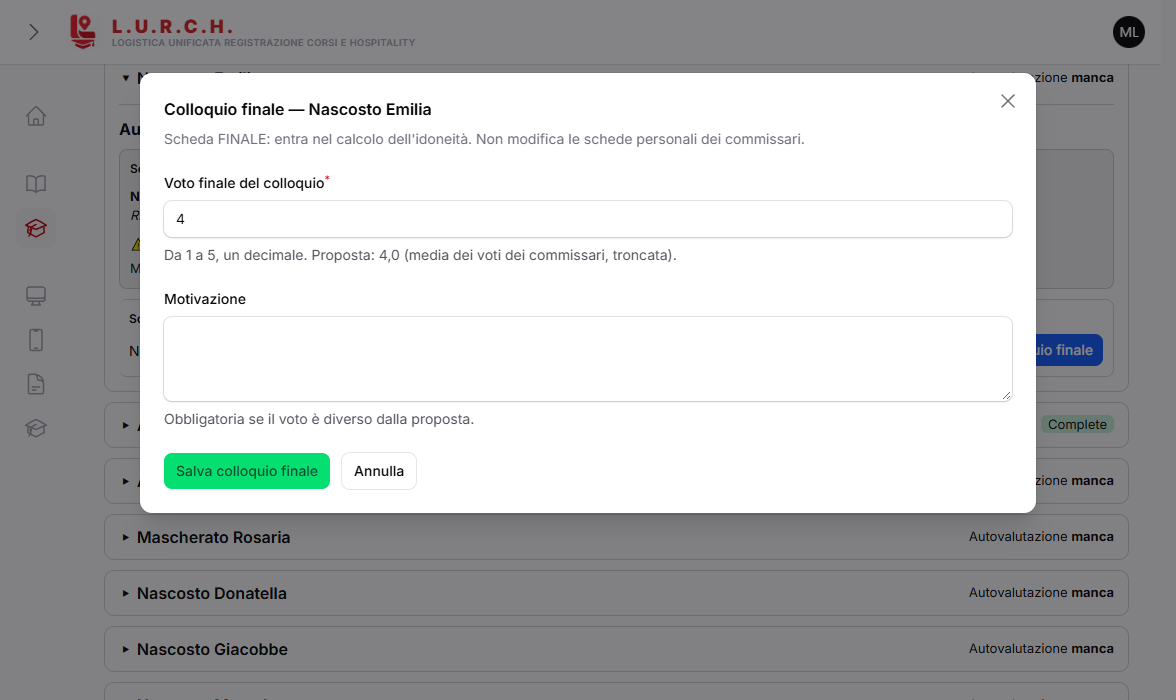 L.U.R.C.H.
LOGISTICA UNIFICATA REGISTRAZIONE CORSI E HOSPITALITY
ML
manca
Colloquio finale — Nascosto Emilia
Scheda FINALE: entra nel calcolo dell'idoneità. Non modifica le schede personali dei commissari.
Voto finale del colloquio*
4
Da 1 a 5, un decimale. Proposta: 4,0 (media dei voti dei commissari, troncata).
Motivazione
finale
Obbligatoria se il voto è diverso dalla proposta.
Complete
Salva colloquio finale
Annulla
manca
Mascherato Rosaria
Autovalutazione manca
Nascosto Donatella
Autovalutazione manca
Nascosto Giacobbe
Autovalutazione manca